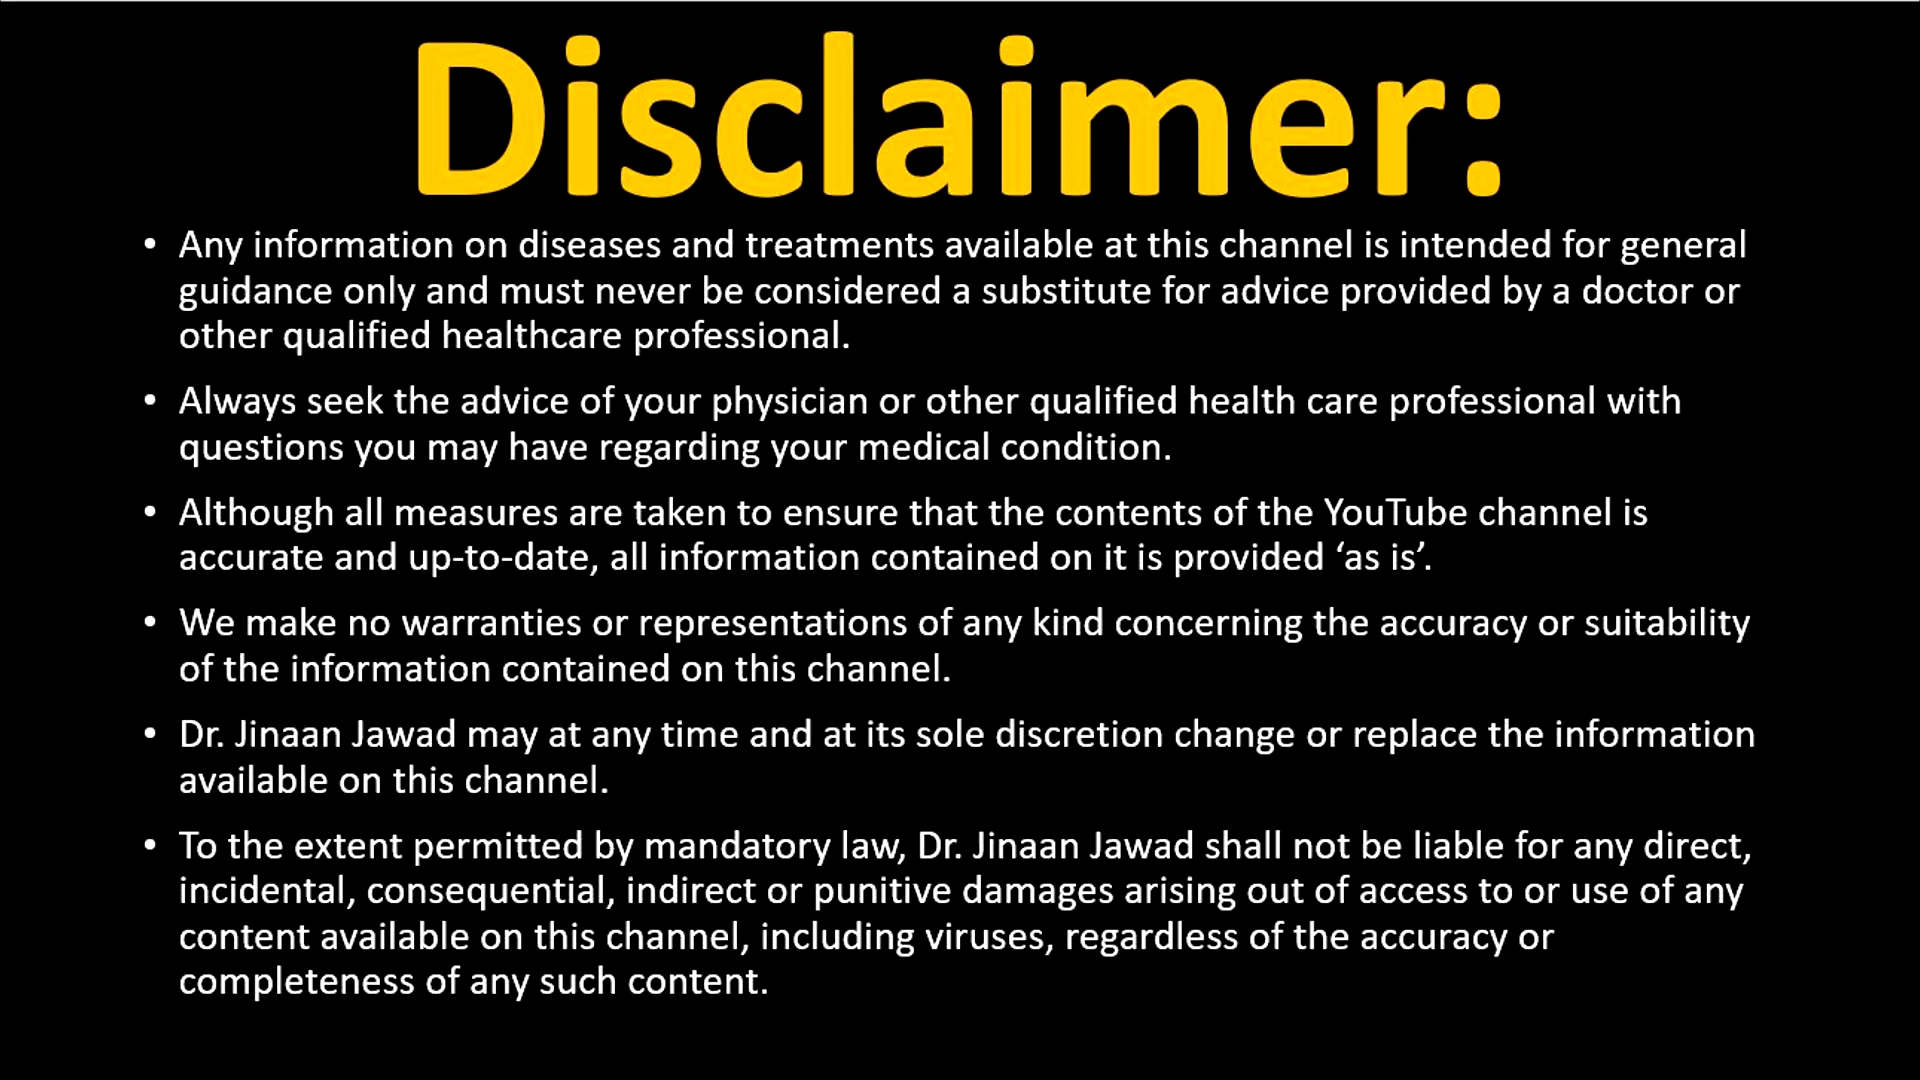 Disclaimer:
• Any information on diseases and treatments available at this channel is intended for general
guidance only and must never be considered a substitute for advice provided by a doctor or
other qualified healthcare professional.
• Always seek the advice of your physician or other qualified health care professional with
questions you may have regarding your medical condition.
• Although all measures are taken to ensure that the contents of the YouTube channel is
accurate and up-to-date, all information contained on it is provided ‘as is’.
• We make no warranties or representations of any kind concerning the accuracy or suitability
of the information contained on this channel.
• Dr. Jinaan Jawad may at any time and at its sole discretion change or replace the information
available on this channel.
• To the extent permitted by mandatory law, Dr. Jinaan Jawad shall not be liable for any direct,
incidental, consequential, indirect or punitive damages arising out of access to or use of any
content available on this channel, including viruses, regardless of the accuracy or
completeness of any such content.